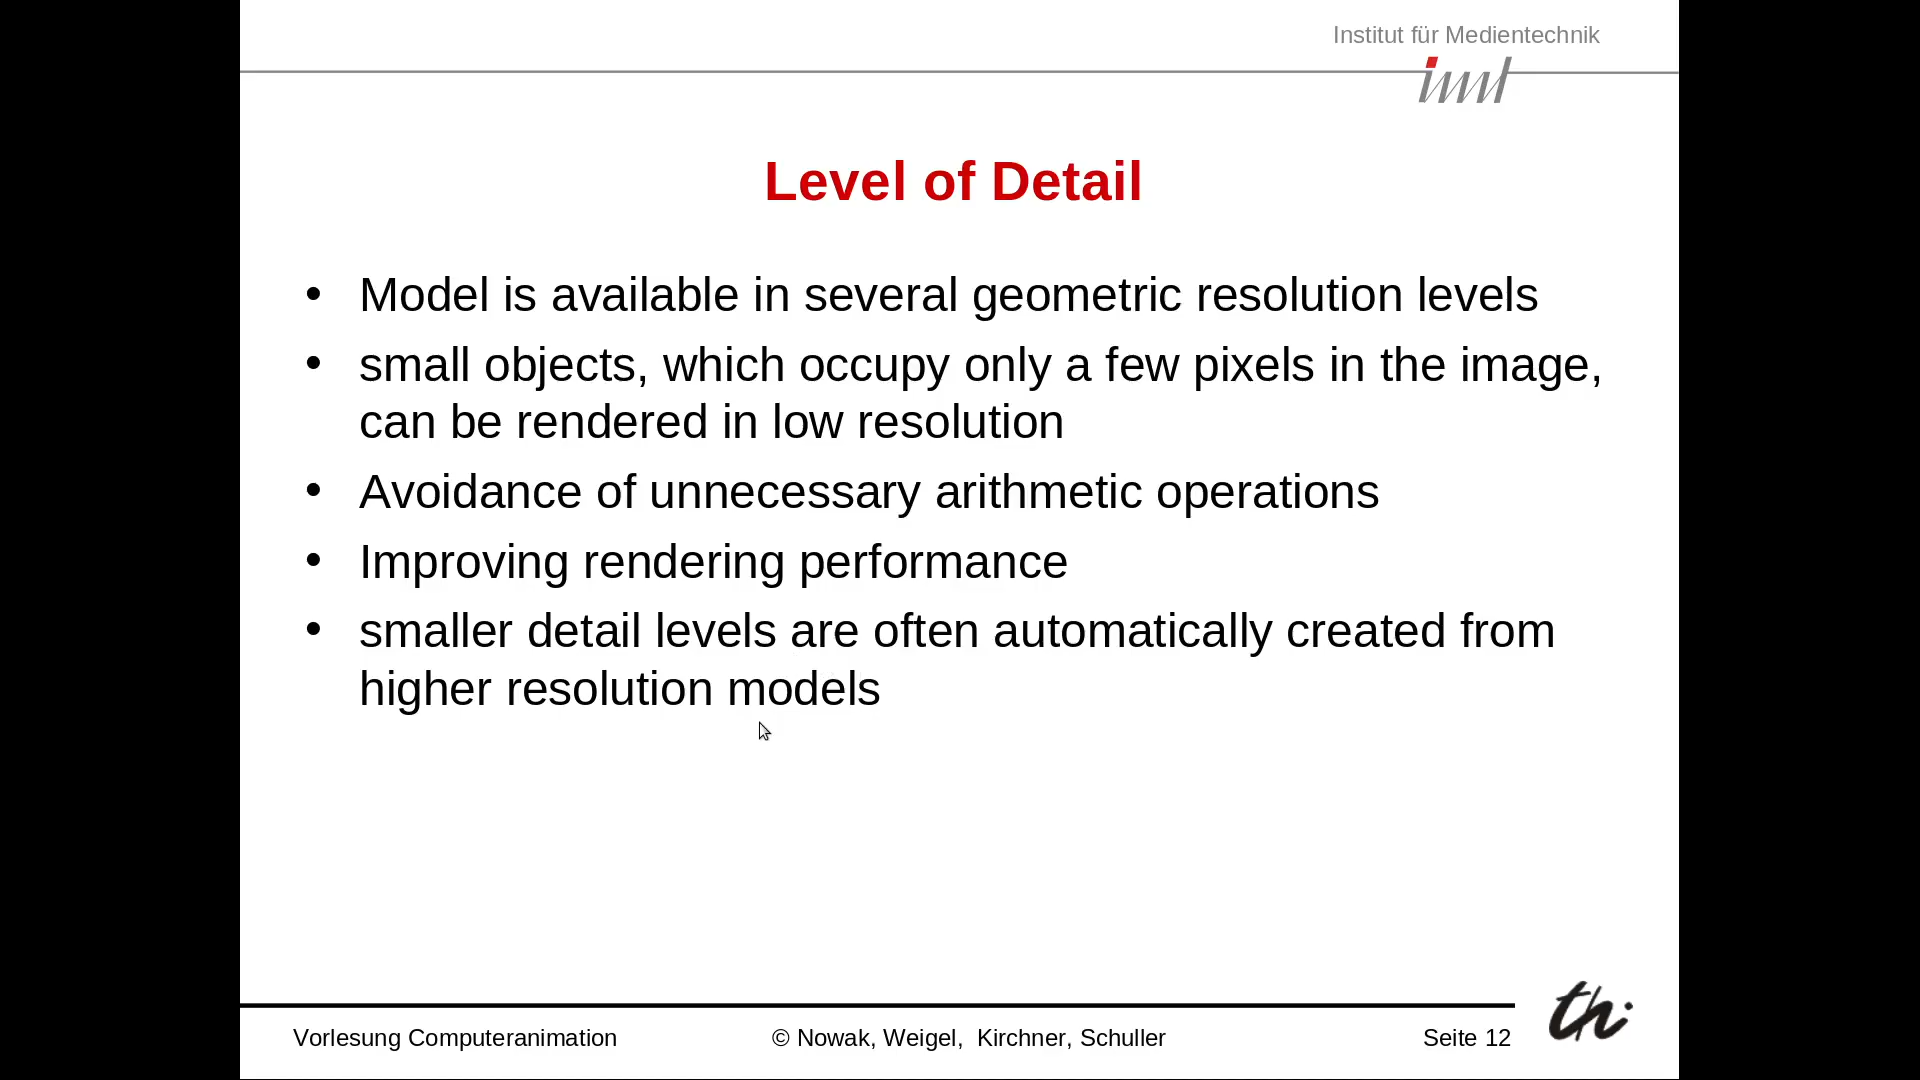 Institut für Medientechnik
imt
Level of Detail
• Model is available in several geometric resolution levels
• small objects, which occupy only a few pixels in the image,
can be rendered in low resolution
• Avoidance of unnecessary arithmetic operations
• Improving rendering performance
• smaller detail levels are often automatically created from
higher resolution models
Vorlesung Computeranimation
© Nowak, Weigel, Kirchner, Schuller
Seite 12
th